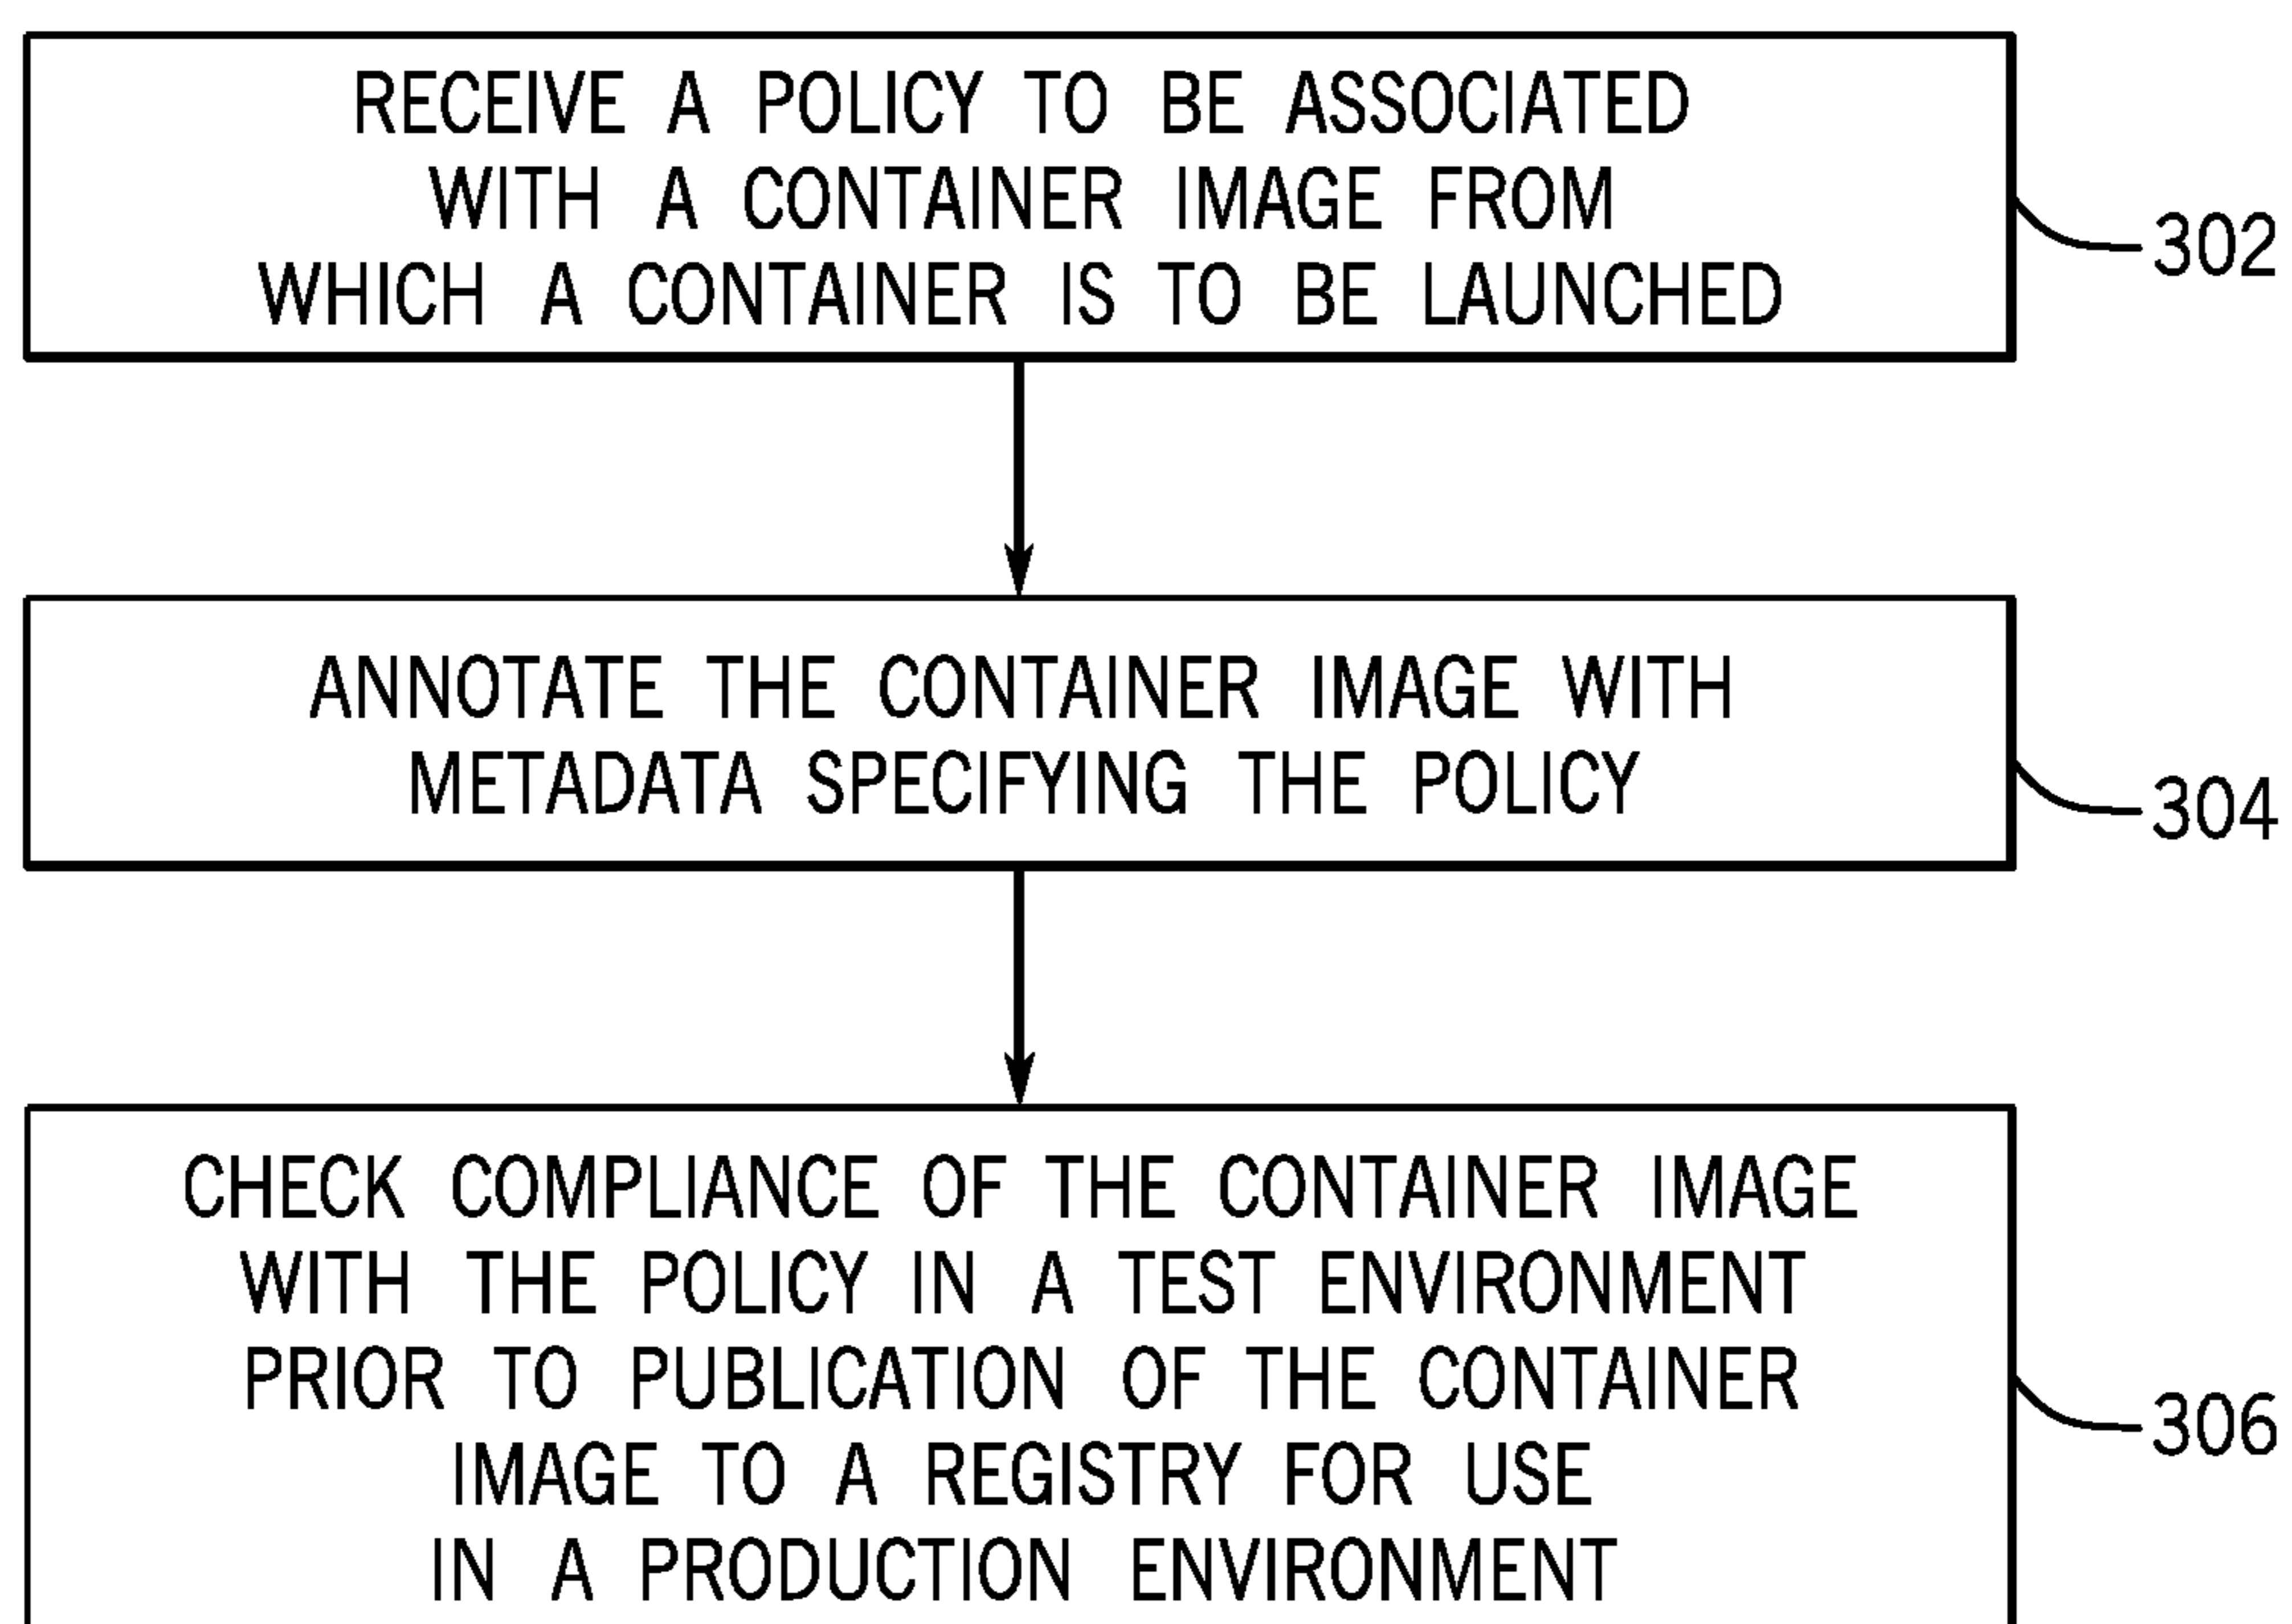 RECEIVE A POLICY TO BE ASSOCIATED
WITH A CONTAINER IMAGE FROM
WHICH A CONTAINER IS TO BE LAUNCHED
302
ANNOTATE THE CONTAINER IMAGE WITH
METADATA SPECIFYING THE POLICY
304
CHECK COMPLIANCE OF THE CONTAINER IMAGE
WITH THE POLICY IN A TEST ENVIRONMENT
PRIOR TO PUBLICATION OF THE CONTAINER
IMAGE TO A REGISTRY FOR USE
IN A PRODUCTION ENVIRONMENT
306